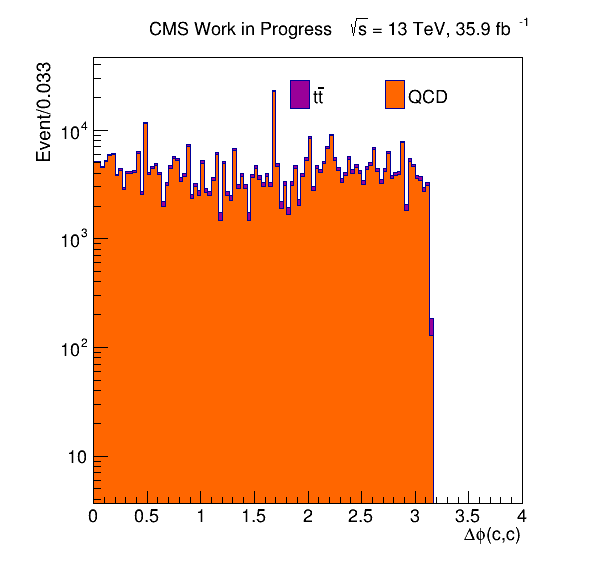 CMS Work in Progress √s = 13 TeV, 35.9 fb⁻¹
Event/0.033
tt̄
QCD
10⁴
10³
10²
10
0 0.5 1 1.5 2 2.5 3 3.5 4
Δϕ(c,c)